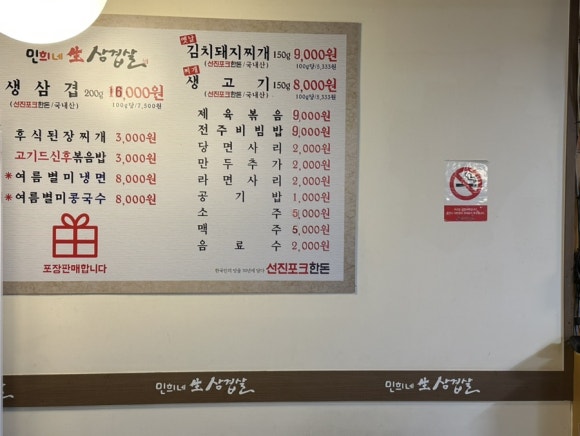 민희네 生 삼겹살
생 삼 겹 200g 16,000원
(선진포크한돈/국내산)
후식된장찌개 3,000원
고기드신후볶음밥 3,000원
*여름별미냉면 8,000원
*여름별미콩국수 8,000원
포장판매합니다
김치돼지찌개 150g 9,000원
(선진포크한돈/국내산)
생 고 기 150g 8,000원
(선진포크한돈/국내산)
제육볶음 9,000원
전주비빔밥 9,000원
당면사리 2,000원
만두추가 2,000원
라면사리 2,000원
공기밥 1,000원
소주 5,000원
맥주 5,000원
음료수 2,000원
선진포크한돈
민희네 生 삼겹살
민희네 生 삼겹살